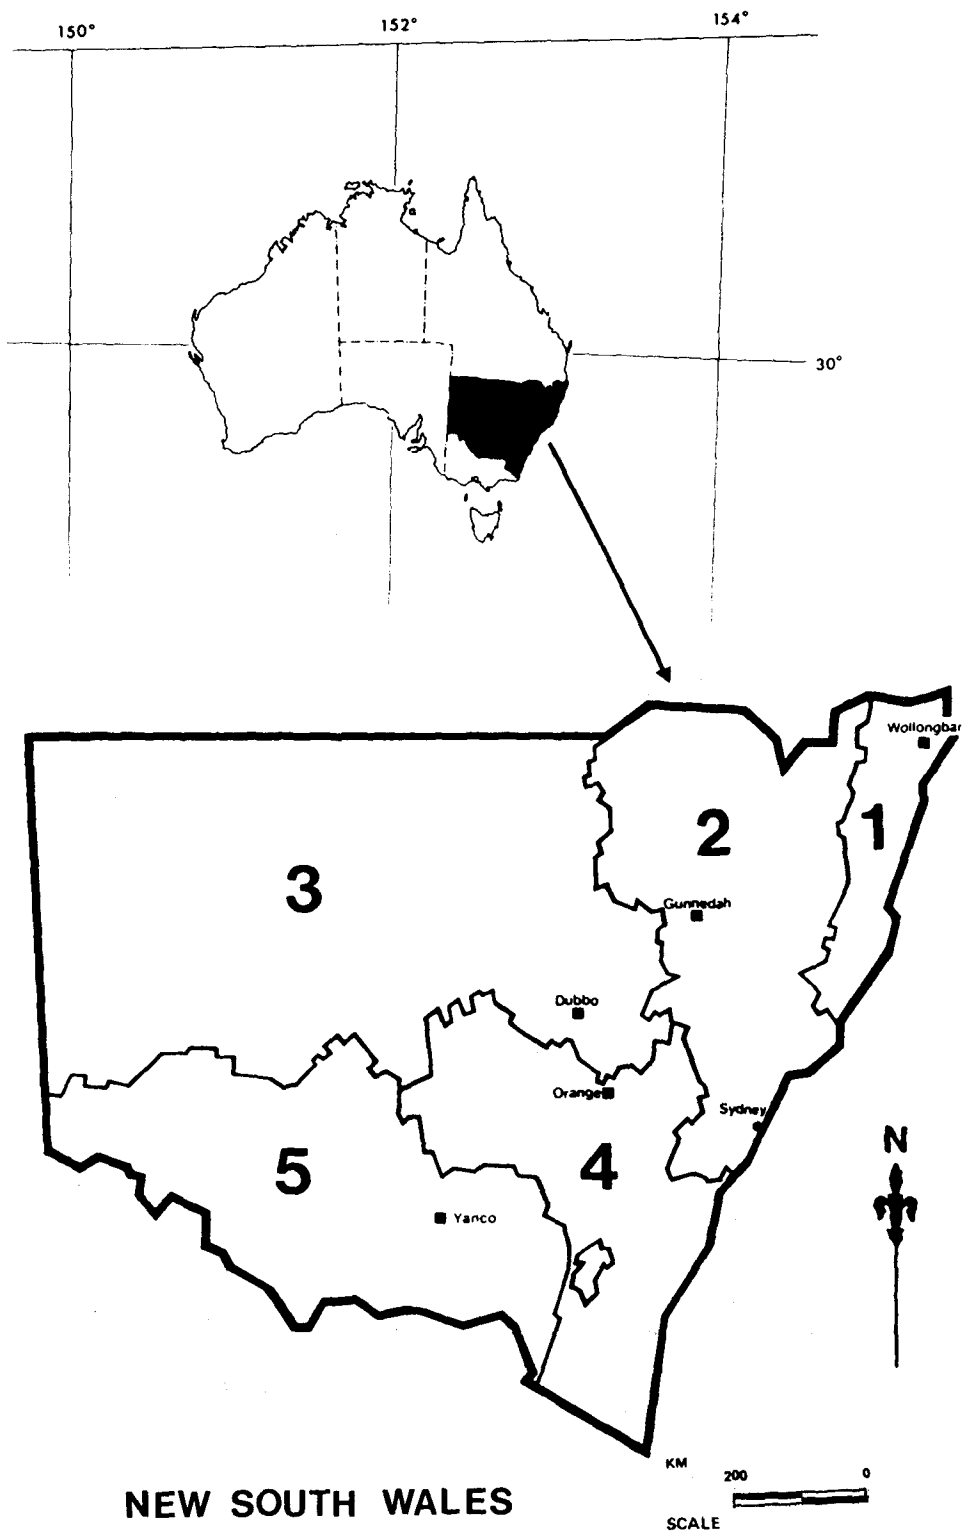 150° 152° 154°
30°
Wollongbar
2
1
3
Gunnedah
Dubbo
Orange
Sydney
N
5
4
Yanco
KM
200 0
NEW SOUTH WALES
SCALE